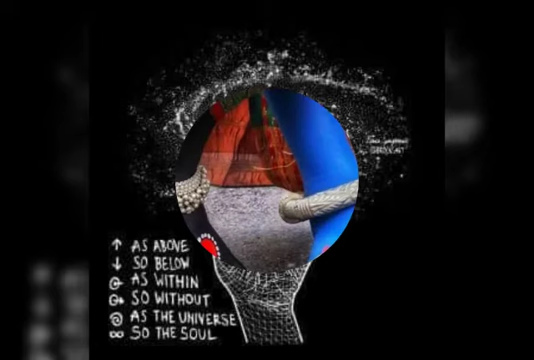 ↑ AS ABOVE
↓ SO BELOW
AS WITHIN
SO WITHOUT
AS THE UNIVERSE
∞ SO THE SOUL